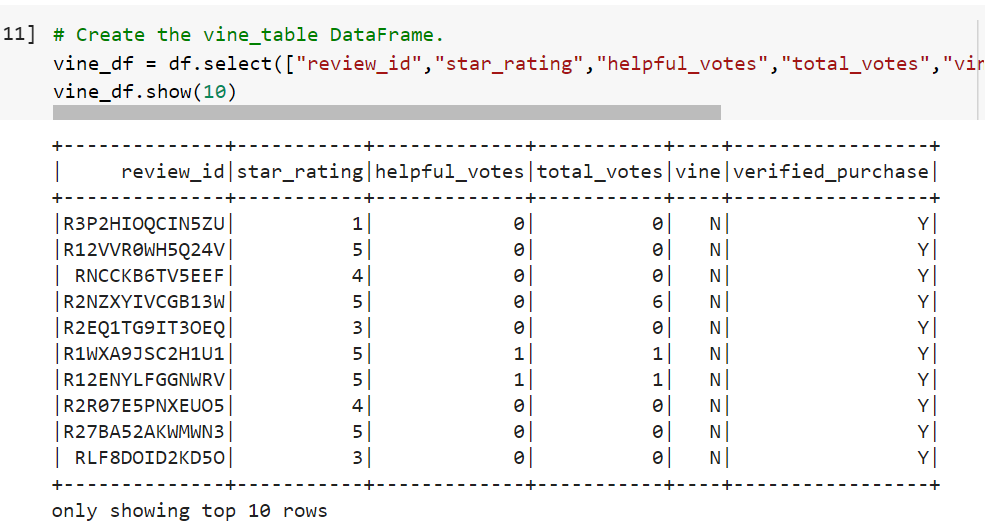 11] # Create the vine_table DataFrame.
vine_df = df.select(["review_id","star_rating","helpful_votes","total_votes","vin
vine_df.show(10)
+--------------+-----------+-------------+-----------+----+-----------------+
|     review_id|star_rating|helpful_votes|total_votes|vine|verified_purchase|
+--------------+-----------+-------------+-----------+----+-----------------+
|R3P2HIOQCIN5ZU|          1|            0|          0|   N|                Y|
|R12VVR0WH5Q24V|          5|            0|          0|   N|                Y|
| RNCCKB6TV5EEF|          4|            0|          0|   N|                Y|
|R2NZXYIVCGB13W|          5|            0|          6|   N|                Y|
|R2EQ1TG9IT3OEQ|          3|            0|          0|   N|                Y|
|R1WXA9JSC2H1U1|          5|            1|          1|   N|                Y|
|R12ENYLFGGNWRV|          5|            1|          1|   N|                Y|
|R2R07E5PNXEUO5|          4|            0|          0|   N|                Y|
|R27BA52AKWMWN3|          5|            0|          0|   N|                Y|
| RLF8DOID2KD5O|          3|            0|          0|   N|                Y|
+--------------+-----------+-------------+-----------+----+-----------------+
only showing top 10 rows